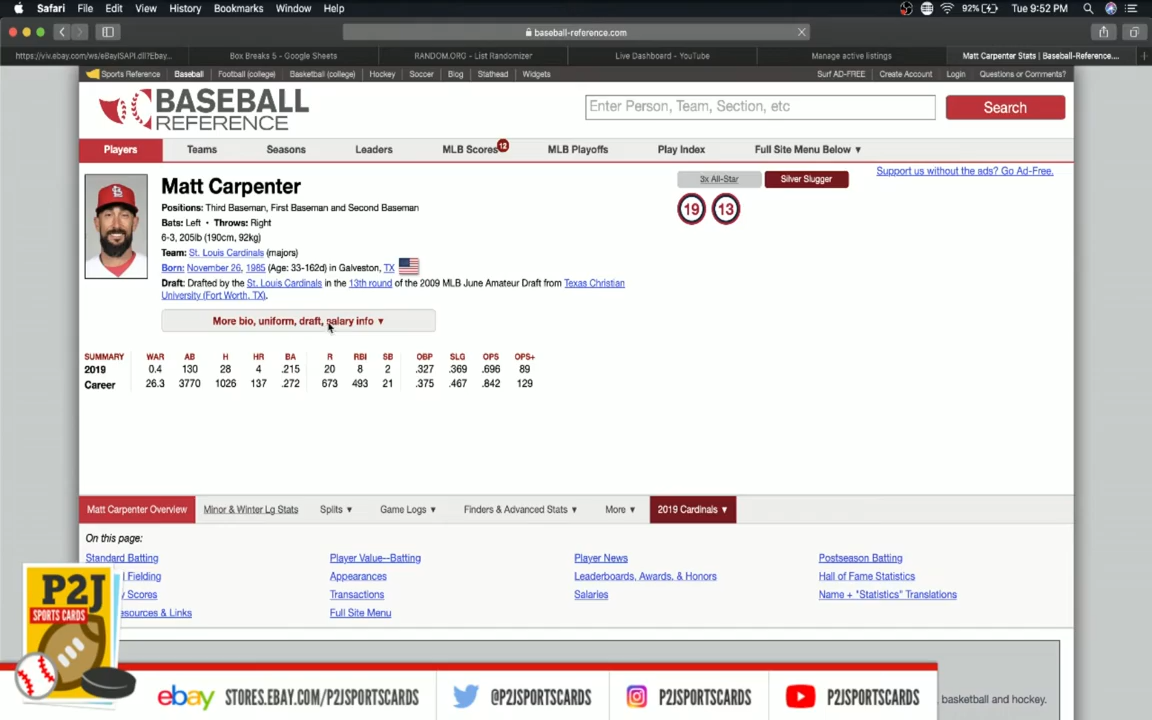 Safari File Edit View History Bookmarks Window Help 92% Tue 9:52 PM
baseball-reference.com
https://viv.ebay.com/ws/eBayISAPI.dll?Ebay... Box Breaks 5 - Google Sheets RANDOM.ORG - List Randomizer Live Dashboard - YouTube Manage active listings Matt Carpenter Stats | Baseball-Reference....
Sports Reference Baseball Football (college) Basketball (college) Hockey Soccer Blog Stathead Widgets Surf AD-FREE Create Account Login Questions or Comments?
BASEBALL
REFERENCE
Enter Person, Team, Section, etc Search
Players Teams Seasons Leaders MLB Scores 12 MLB Playoffs Play Index Full Site Menu Below ▼
Support us without the ads? Go Ad-Free.
Matt Carpenter
3x All-Star Silver Slugger
19 13
Positions: Third Baseman, First Baseman and Second Baseman
Bats: Left • Throws: Right
6-3, 205lb (190cm, 92kg)
Team: St. Louis Cardinals (majors)
Born: November 26, 1985 (Age: 33-162d) in Galveston, TX
Draft: Drafted by the St. Louis Cardinals in the 13th round of the 2009 MLB June Amateur Draft from Texas Christian
University (Fort Worth, TX).
More bio, uniform, draft, salary info ▼
SUMMARY WAR AB H HR BA R RBI SB OBP SLG OPS OPS+
2019 0.4 130 28 4 .215 20 8 2 .327 .369 .696 89
Career 26.3 3770 1026 137 .272 673 493 21 .375 .467 .842 129
Matt Carpenter Overview Minor & Winter Lg Stats Splits ▼ Game Logs ▼ Finders & Advanced Stats ▼ More ▼ 2019 Cardinals ▼
On this page:
Standard Batting Player Value--Batting Player News Postseason Batting
Fielding Appearances Leaderboards, Awards, & Honors Hall of Fame Statistics
Scores Transactions Salaries Name + "Statistics" Translations
& Links Full Site Menu
P2J
SPORTS CARDS
ebay STORES.EBAY.COM/P2JSPORTSCARDS @P2JSPORTSCARDS P2JSPORTSCARDS P2JSPORTSCARDS
basketball and hockey.